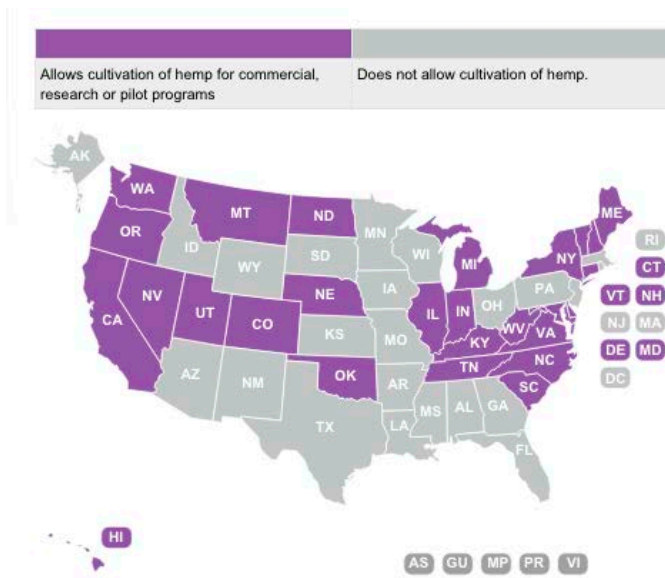 Allows cultivation of hemp for commercial, Does not allow cultivation of hemp.
research or pilot programs
AK
WA
MT
ND
ME
OR
ID
MN
RI
WY
SD
WI
MI
NY
CT
NV
NE
IA
PA
VT NH
CA
UT
CO
IL
IN
OH
NJ MA
KS
MO
WV
VA
KY
DE MD
AZ
NM
OK
AR
TN
NC
SC
DC
TX
LA
MS
AL
GA
FL
HI
AS GU MP PR VI